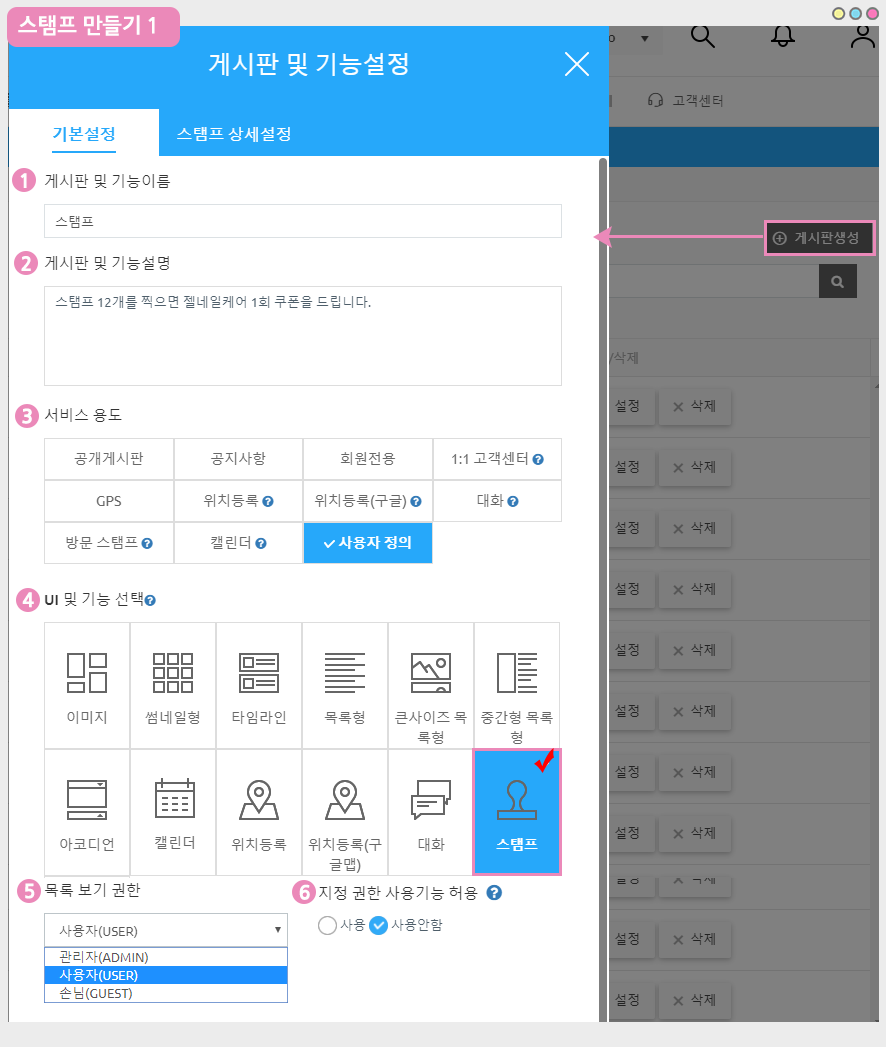 스탬프 만들기 1
게시판 및 기능설정
기본설정
스탬프 상세설정
고객센터
게시판생성
1 게시판 및 기능이름
스탬프
2 게시판 및 기능설명
스탬프 12개를 찍으면 젤네일케어 1회 쿠폰을 드립니다.
3 서비스 용도
공개게시판
공지사항
회원전용
1:1 고객센터 ?
GPS
위치등록 ?
위치등록(구글) ?
대화 ?
방문 스탬프 ?
캘린더 ?
사용자 정의
4 UI 및 기능 선택 ?
이미지
썸네일형
타임라인
목록형
큰사이즈 목
록형
중간형 목록
형
아코디언
캘린더
위치등록
위치등록(구
글맵)
대화
스탬프
5 목록 보기 권한
사용자(USER)
관리자(ADMIN)
사용자(USER)
손님(GUEST)
6 지정 권한 사용기능 허용 ?
사용
사용안함
/삭제
설정 × 삭제
설정 × 삭제
설정 × 삭제
설정 × 삭제
설정 × 삭제
설정 × 삭제
설정 × 삭제
설정 × 삭제
설정 × 삭제
설정 × 삭제
설정 × 삭제